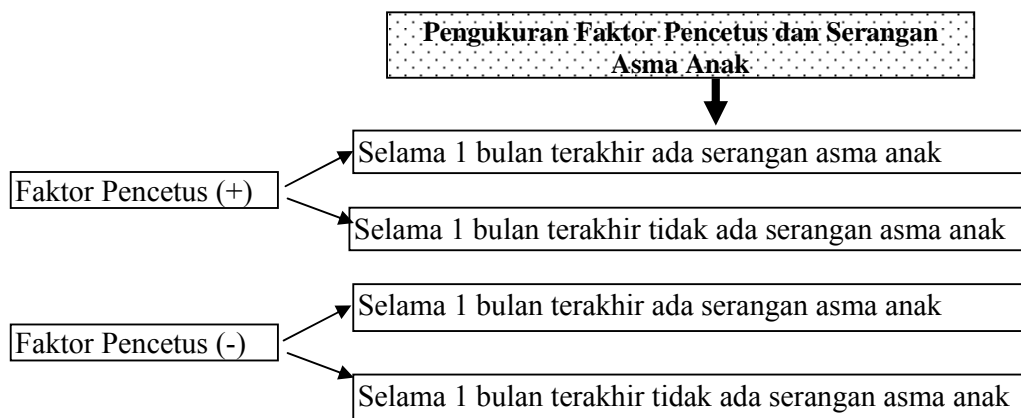 Pengukuran Faktor Pencetus dan Serangan
Asma Anak
Selama 1 bulan terakhir ada serangan asma anak
Faktor Pencetus (+)
Selama 1 bulan terakhir tidak ada serangan asma anak
Selama 1 bulan terakhir ada serangan asma anak
Faktor Pencetus (-)
Selama 1 bulan terakhir tidak ada serangan asma anak